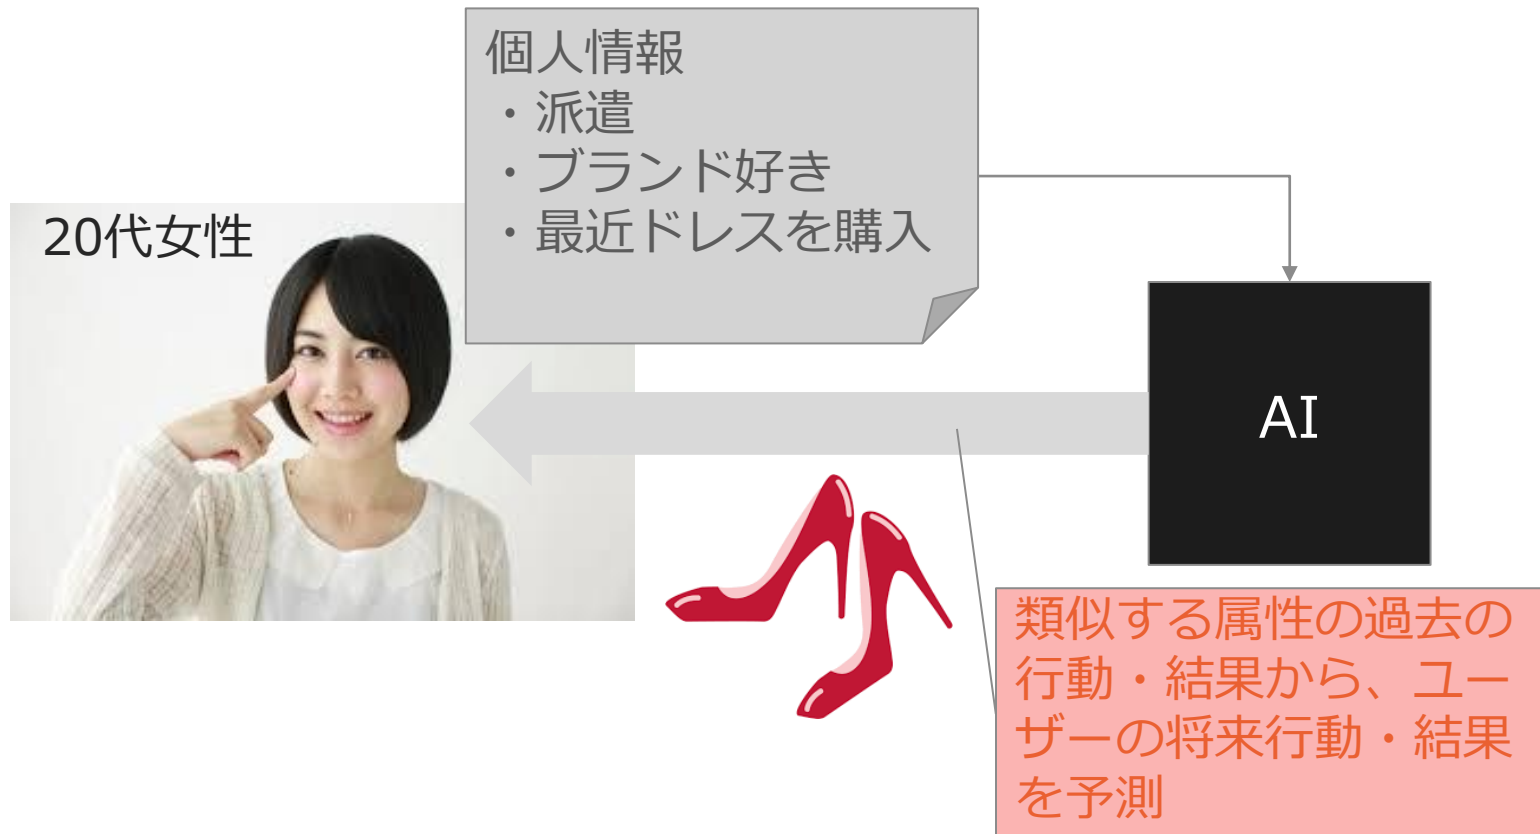 個人情報
・派遣
・ブランド好き
・最近ドレスを購入
20代女性
AI
類似する属性の過去の
行動・結果から、ユー
ザーの将来行動・結果
を予測